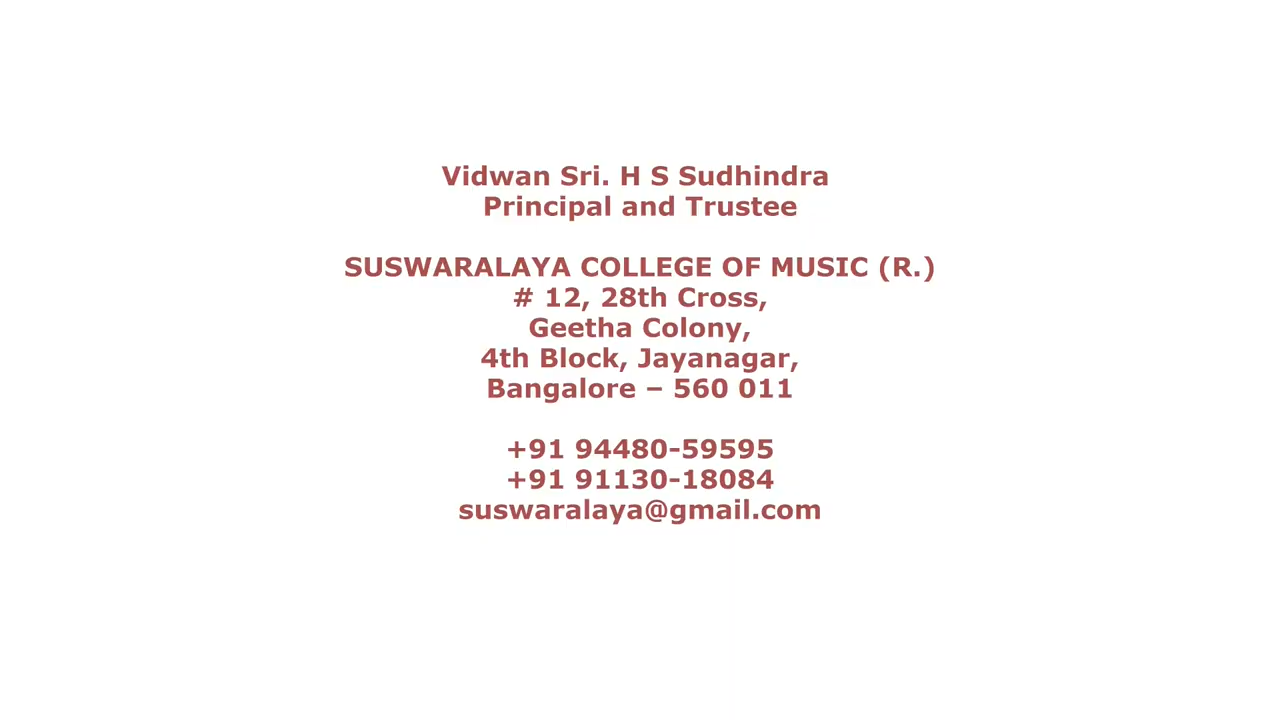 Vidwan Sri. H S Sudhindra
Principal and Trustee
SUSWARALAYA COLLEGE OF MUSIC (R.)
# 12, 28th Cross,
Geetha Colony,
4th Block, Jayanagar,
Bangalore – 560 011
+91 94480-59595
+91 91130-18084
suswaralaya@gmail.com